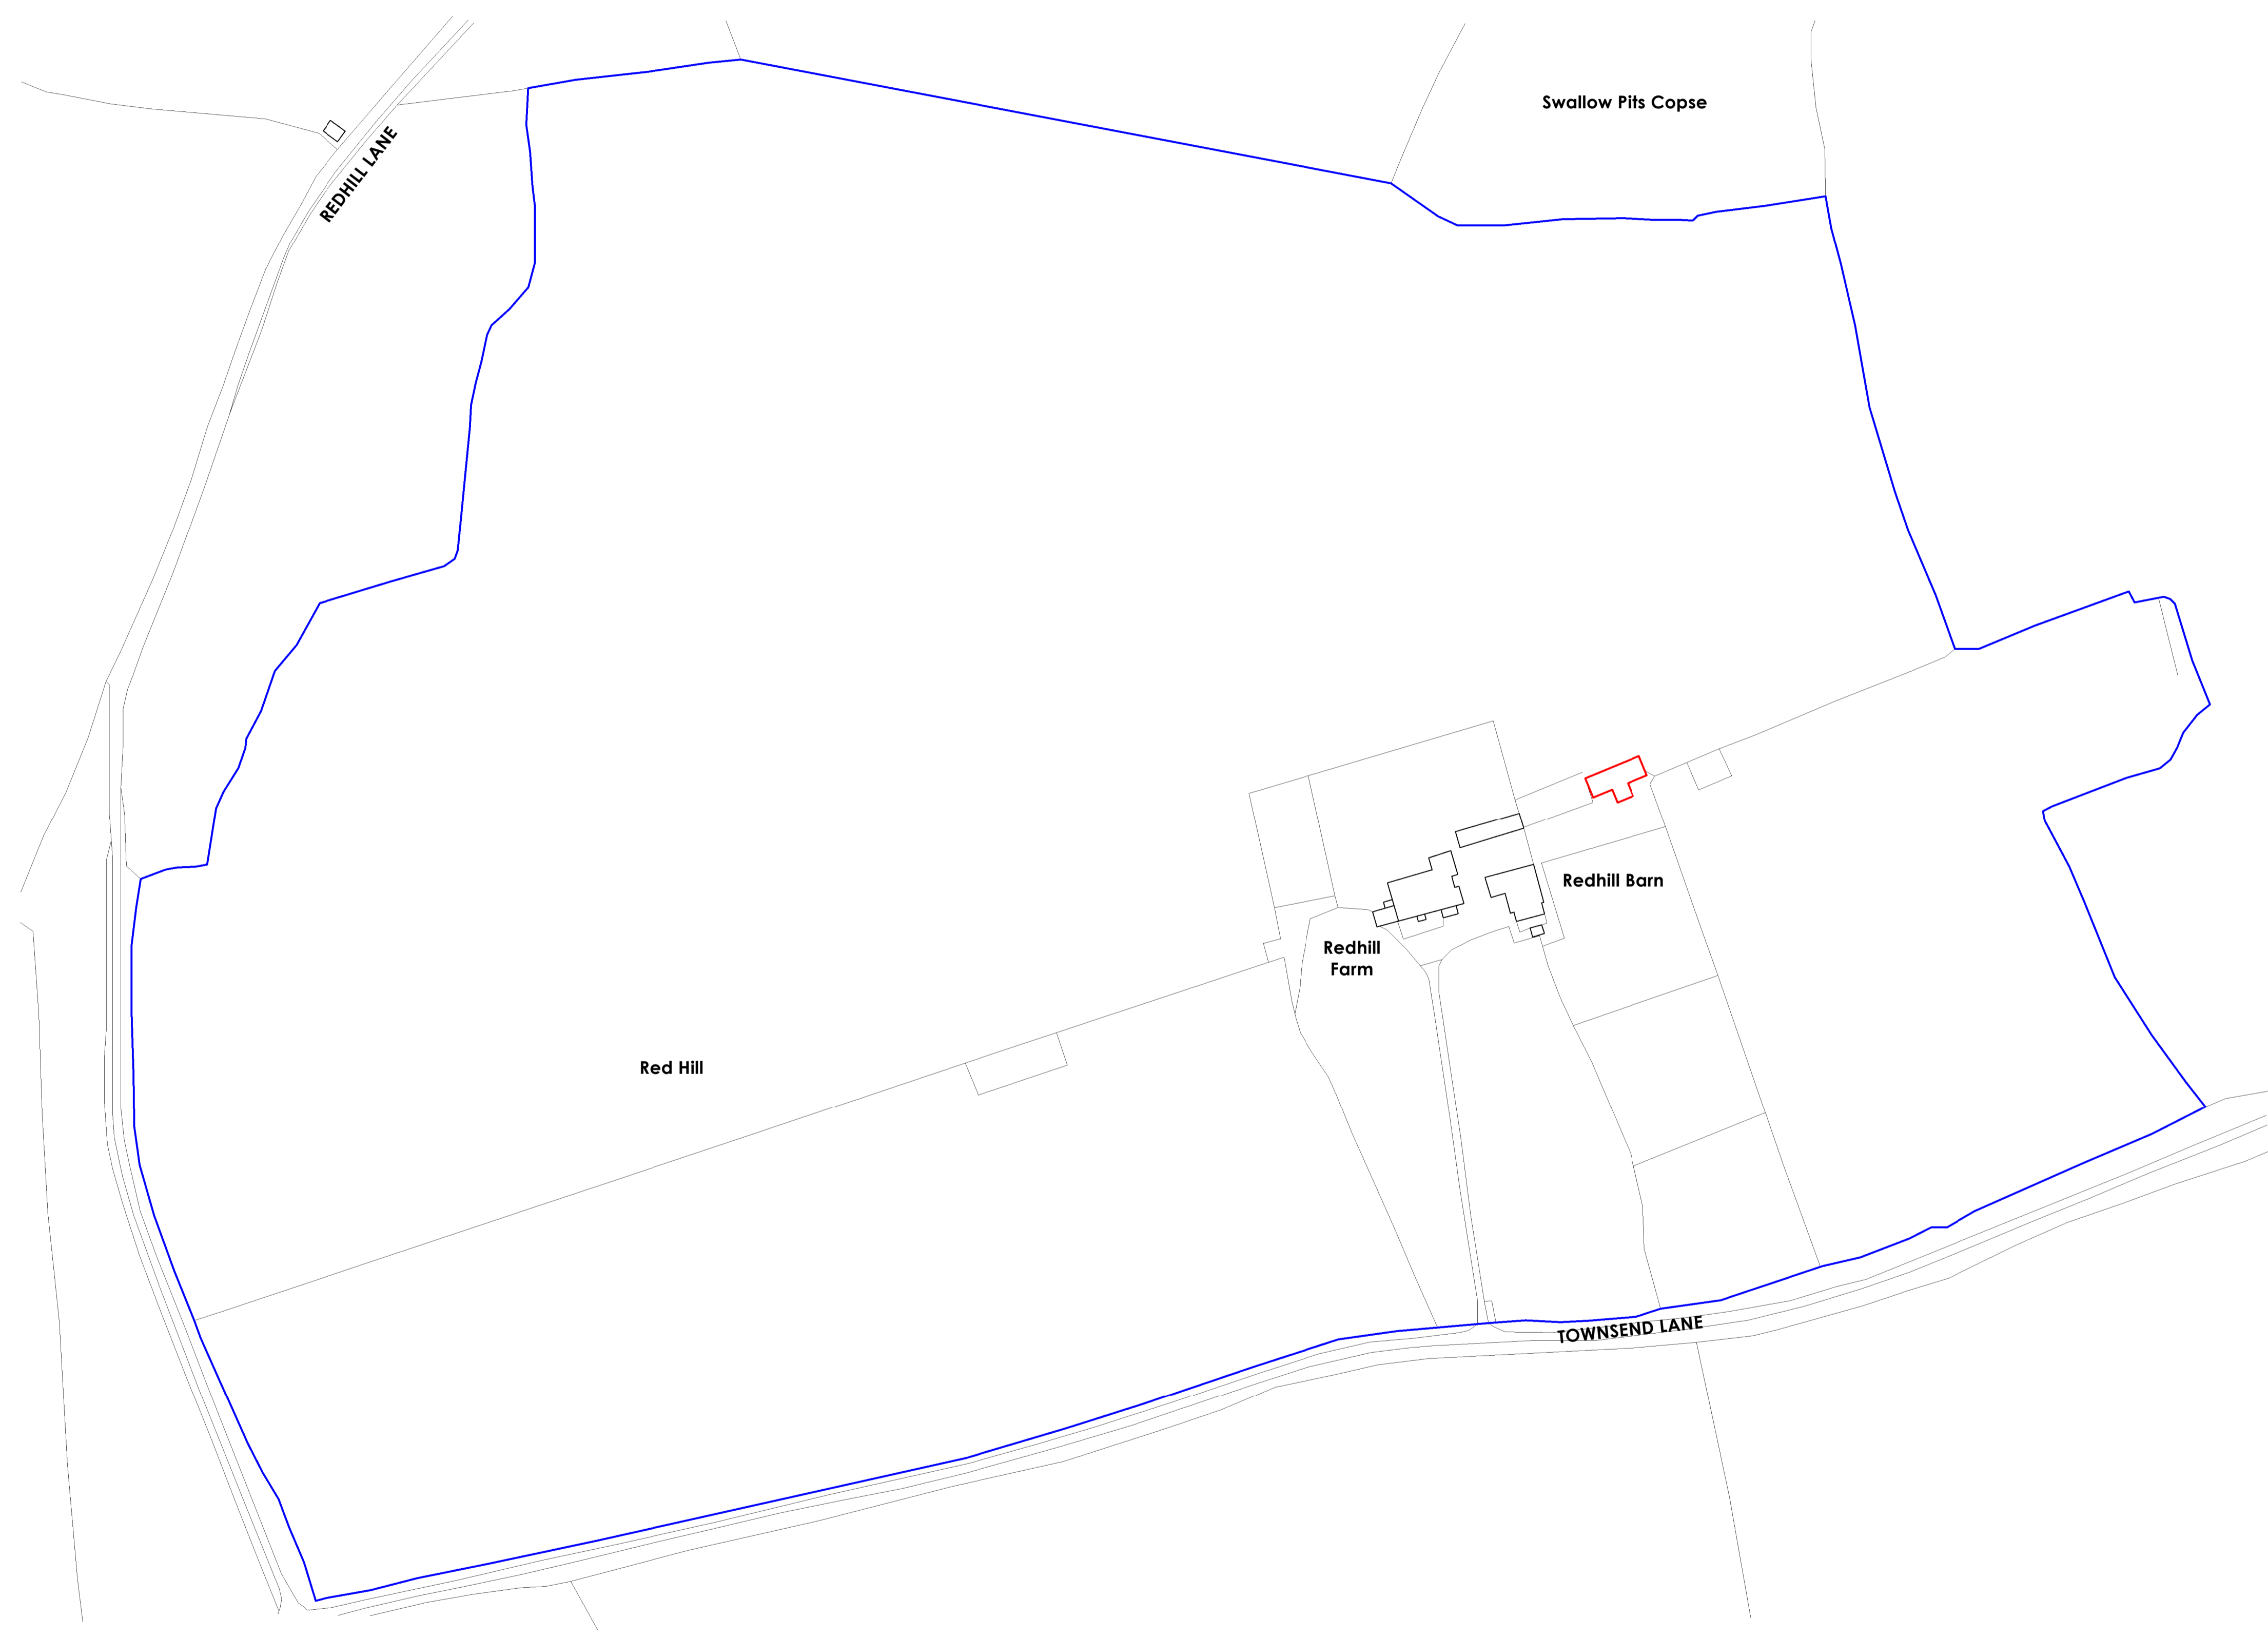 Swallow Pits Copse
REDHILL LANE
Redhill Barn
Redhill
Farm
Red Hill
TOWNSEND LANE